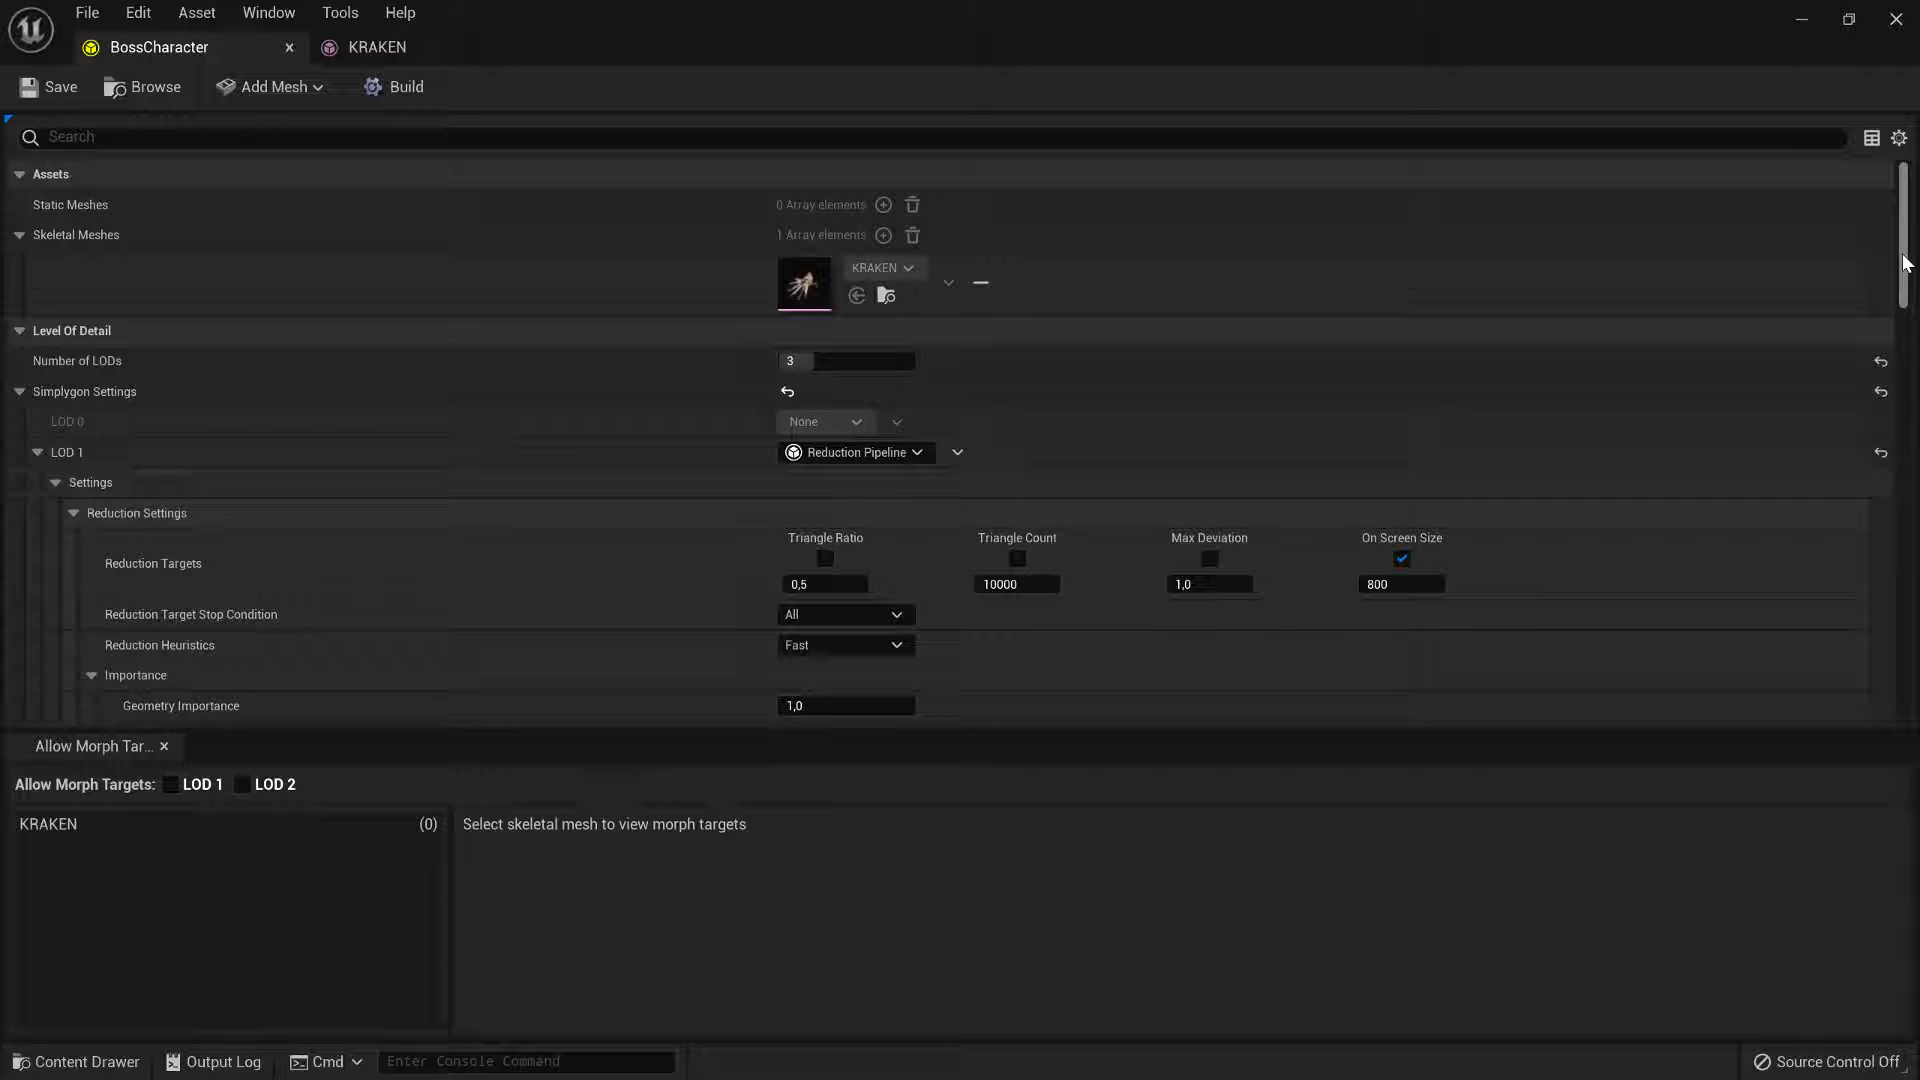 File Edit Asset Window Tools Help
BossCharacter KRAKEN
Save Browse Add Mesh Build
Search
Assets
Static Meshes 0 Array elements
Skeletal Meshes 1 Array elements
KRAKEN
Level Of Detail
Number of LODs 3
Simplygon Settings
LOD 0 None
LOD 1 Reduction Pipeline
Settings
Reduction Settings
Triangle Ratio Triangle Count Max Deviation On Screen Size
Reduction Targets
0,5 10000 1,0 800
Reduction Target Stop Condition All
Reduction Heuristics Fast
Importance
Geometry Importance 1,0
Allow Morph Tar...
Allow Morph Targets: LOD 1 LOD 2
KRAKEN (0) Select skeletal mesh to view morph targets
Content Drawer Output Log Cmd Enter Console Command Source Control Off